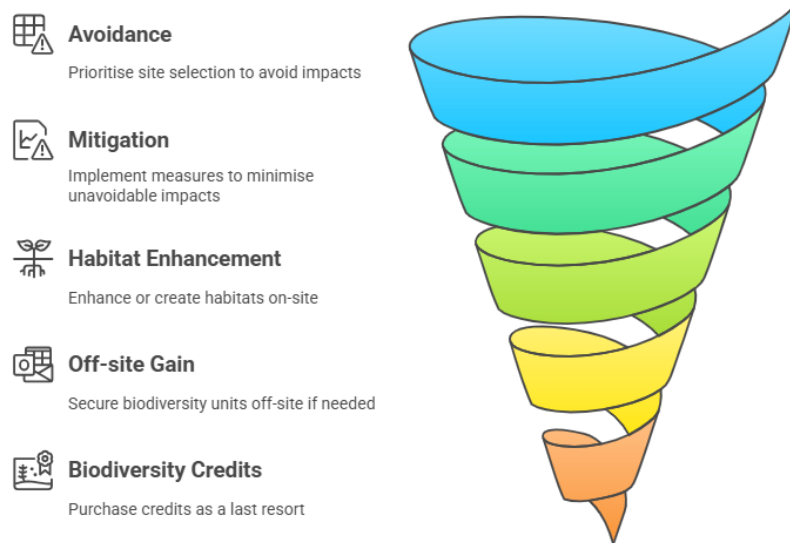 Avoidance
Prioritise site selection to avoid impacts
Mitigation
Implement measures to minimise
unavoidable impacts
Habitat Enhancement
Enhance or create habitats on-site
Off-site Gain
Secure biodiversity units off-site if needed
Biodiversity Credits
Purchase credits as a last resort